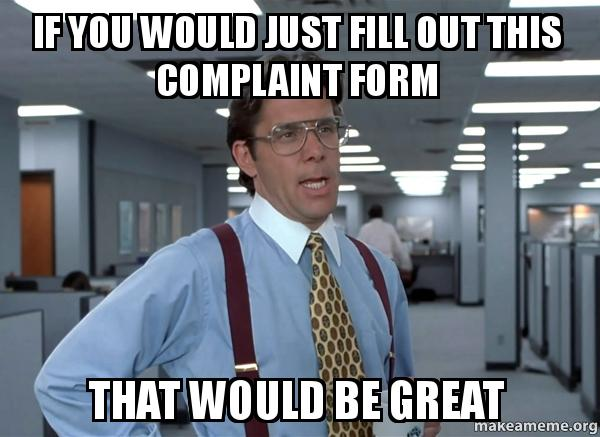 IF YOU WOULD JUST FILL OUT THIS
COMPLAINT FORM
THAT WOULD BE GREAT
makeameme.org